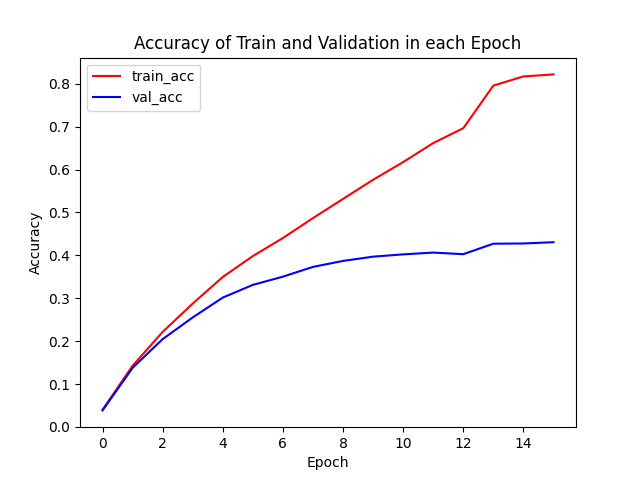 Accuracy of Train and Validation in each Epoch
train_acc
val_acc
0.8
0.7
0.6
0.5
0.4
0.3
0.2
0.1
0.0
Accuracy
0 2 4 6 8 10 12 14
Epoch